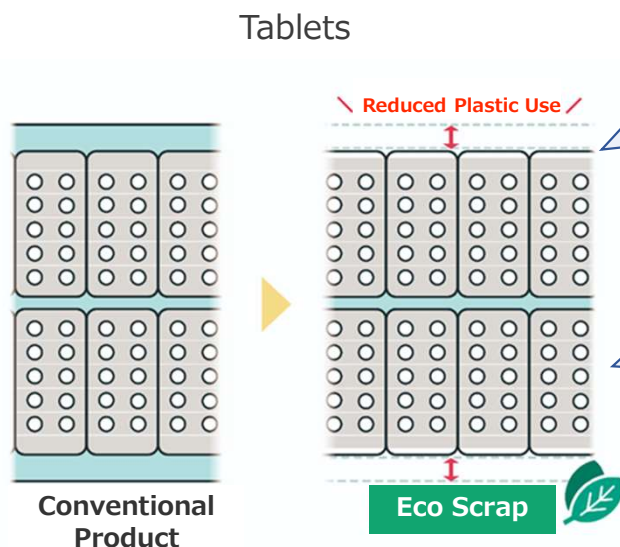 Tablets
Reduced Plastic Use
Conventional
Product
Eco Scrap